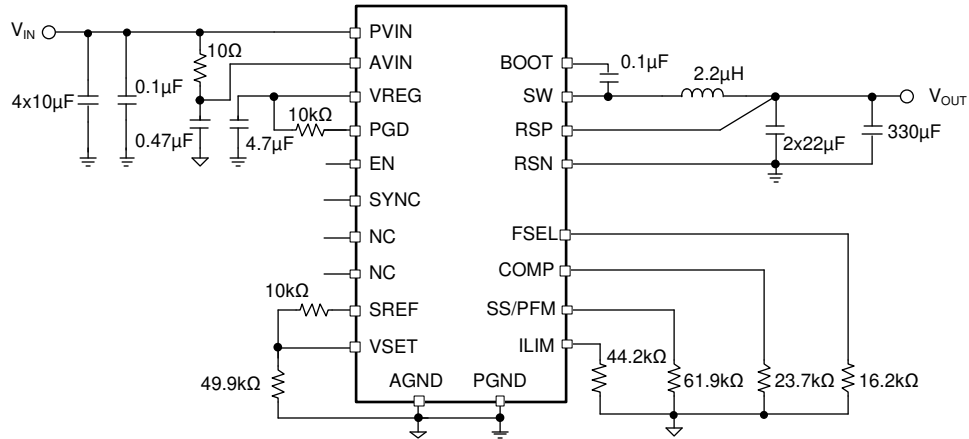 V_IN
PVIN
10Ω
AVIN
BOOT
0.1µF
2.2µH
0.1µF
4x10µF
VREG
SW
V_OUT
10kΩ
PGD
RSP
0.47µF
4.7µF
2x22µF
330µF
EN
RSN
SYNC
NC
FSEL
NC
COMP
10kΩ
SREF
SS/PFM
VSET
ILIM
44.2kΩ
49.9kΩ
AGND
PGND
61.9kΩ
23.7kΩ
16.2kΩ